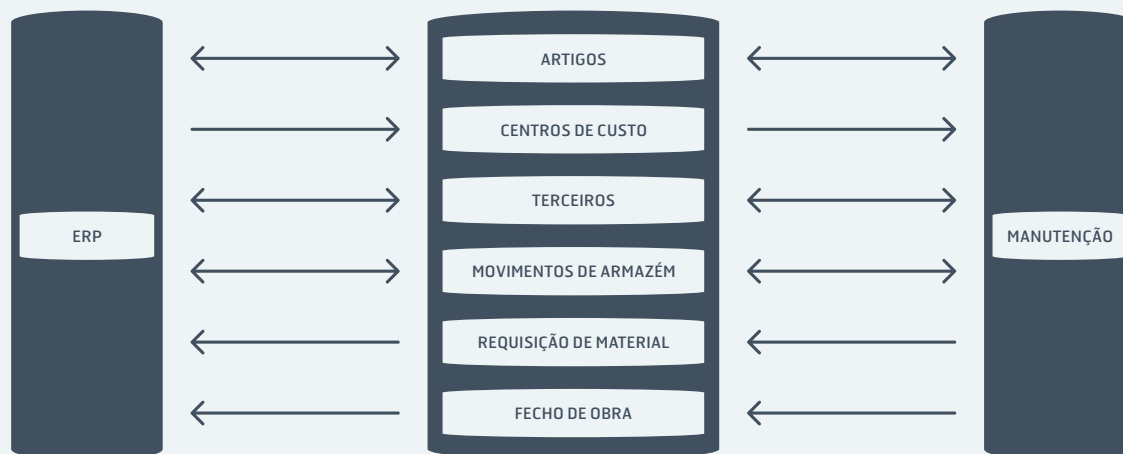 ARTIGOS
CENTROS DE CUSTO
TERCEIROS
ERP
MANUTENÇÃO
MOVIMENTOS DE ARMAZÉM
REQUISIÇÃO DE MATERIAL
FECHO DE OBRA